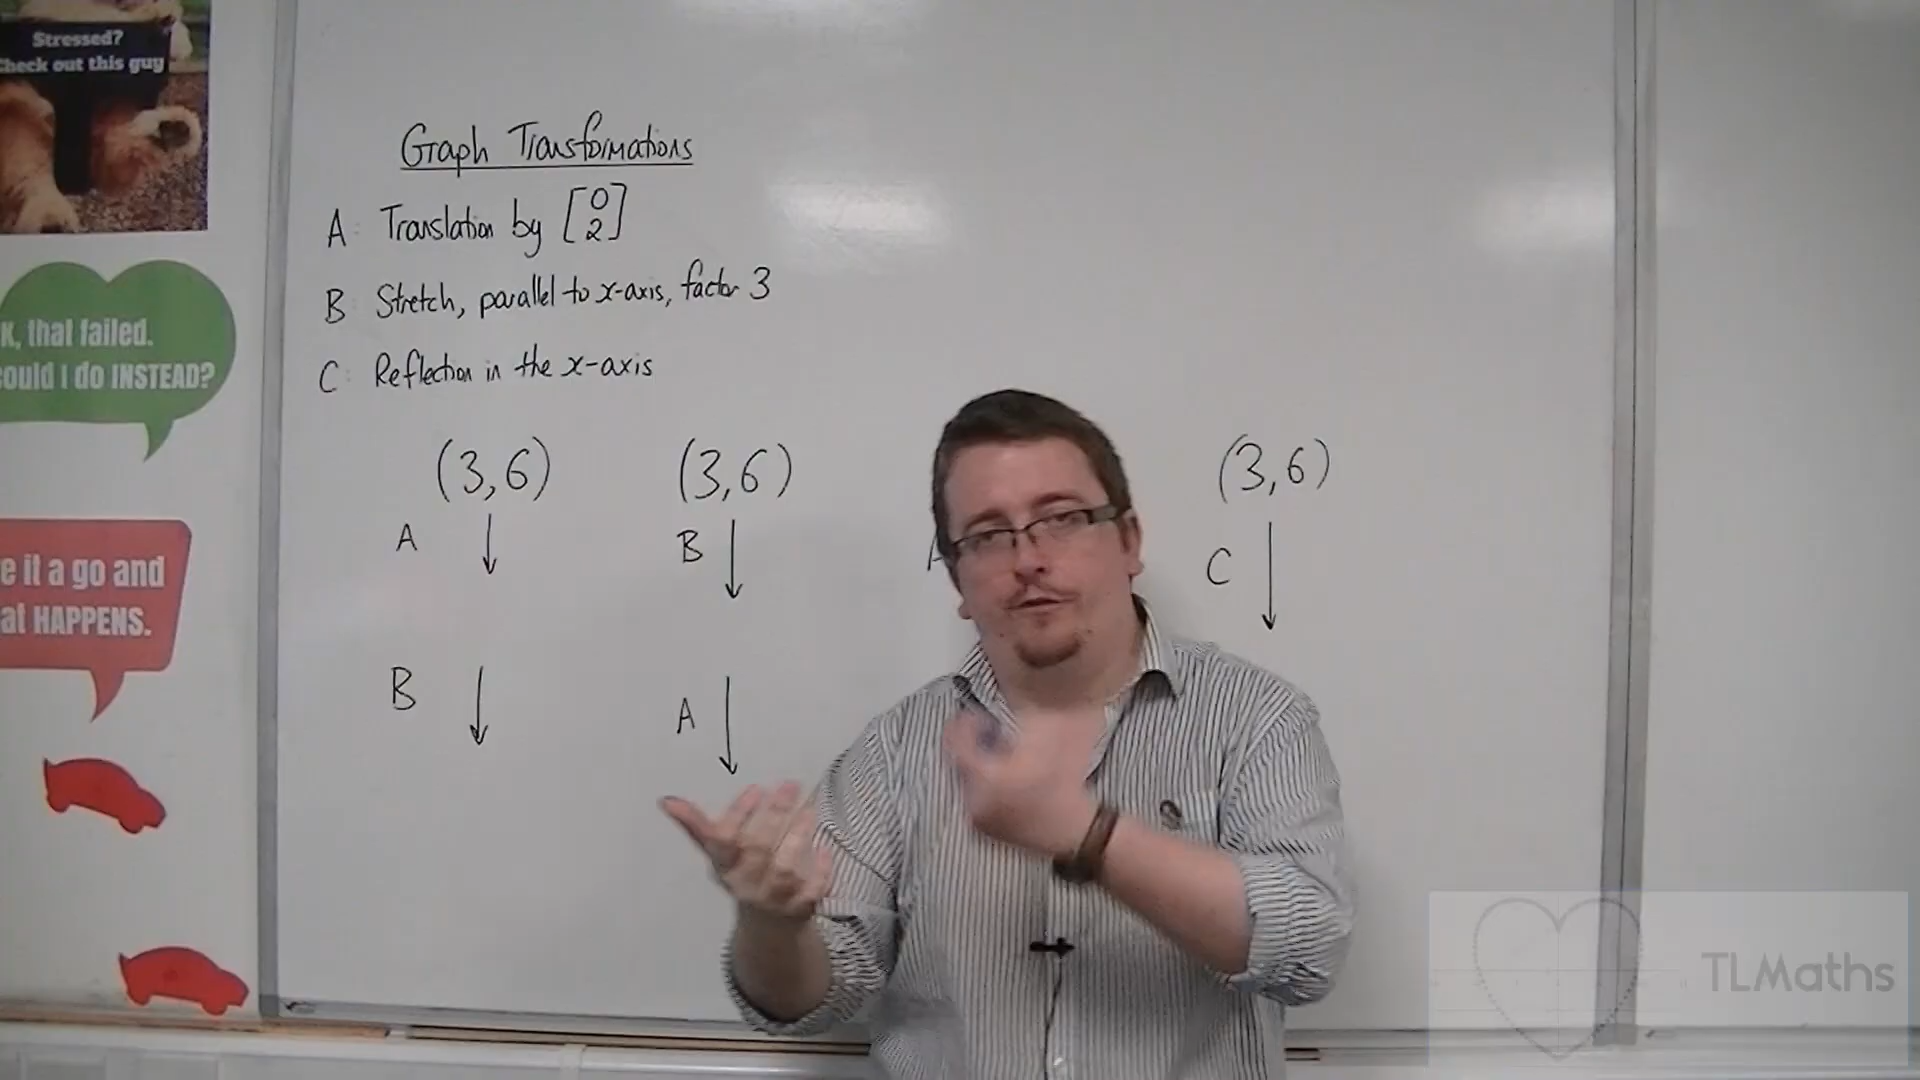 Stressed?
Check out this guy
Graph Transformations
A: Translation by [0 2]
B: Stretch, parallel to x-axis, factor 3
C: Reflection in the x-axis
K, that failed.
could I do INSTEAD?
(3,6) (3,6) (3,6)
A B A C
e it a go and
at HAPPENS.
B A
TLMaths